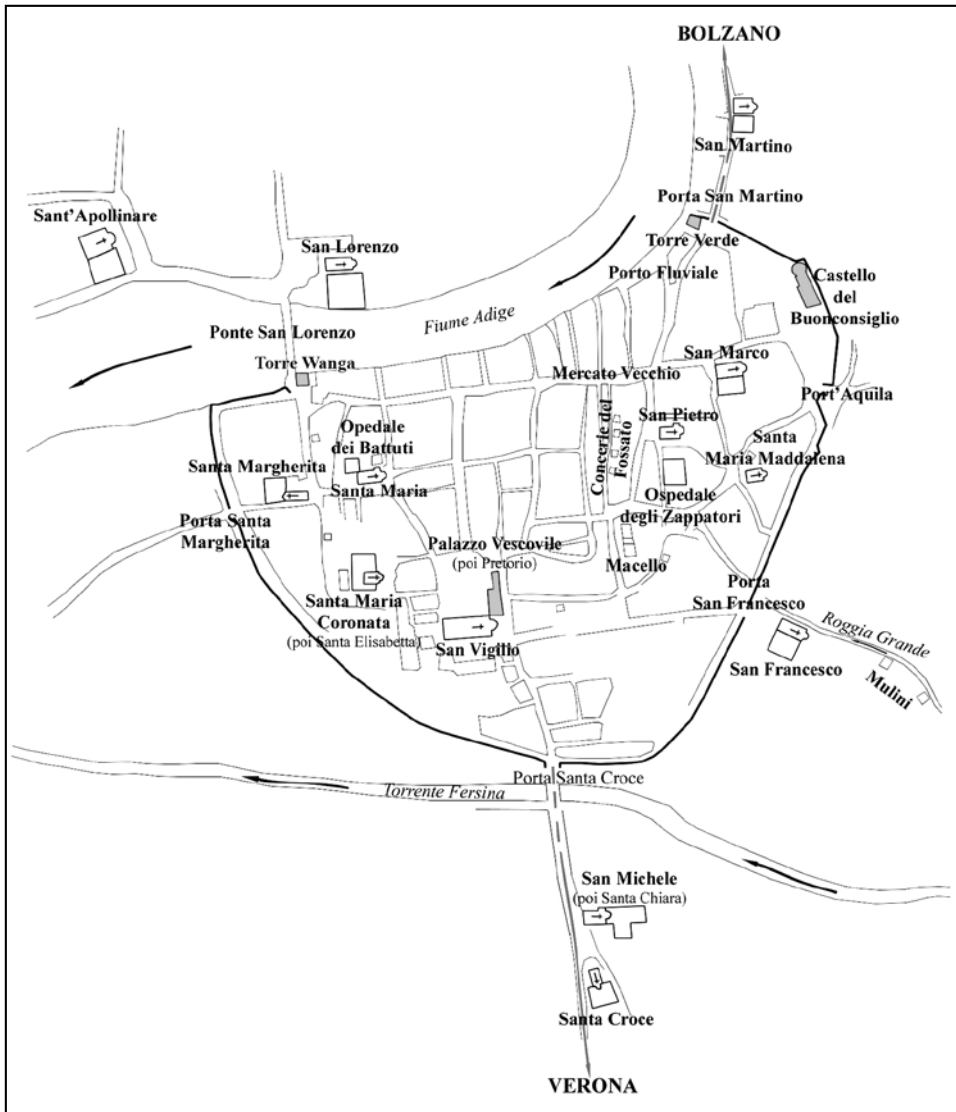 BOLZANO
San Martino
Porta San Martino
Sant'Apollinare
San Lorenzo
Torre Verde
Porto Fluviale
Castello
del
Buonconsiglio
Fiume Adige
Ponte San Lorenzo
Torre Wanga
San Marco
Mercato Vecchio
Port'Aquila
Opedale
dei Battuti
San Pietro
Concerie del
Fossato
Santa
Maria Maddalena
Santa Margherita
Santa Maria
Ospedale
degli Zappatori
Porta Santa
Margherita
Palazzo Vescovile
(poi Pretorio)
Macello
Porta
San Francesco
Santa Maria
Coronata
(poi Santa Elisabetta)
San Vigilio
Roggia Grande
San Francesco
Mulini
Porta Santa Croce
Torrente Fersina
San Michele
(poi Santa Chiara)
Santa Croce
VERONA